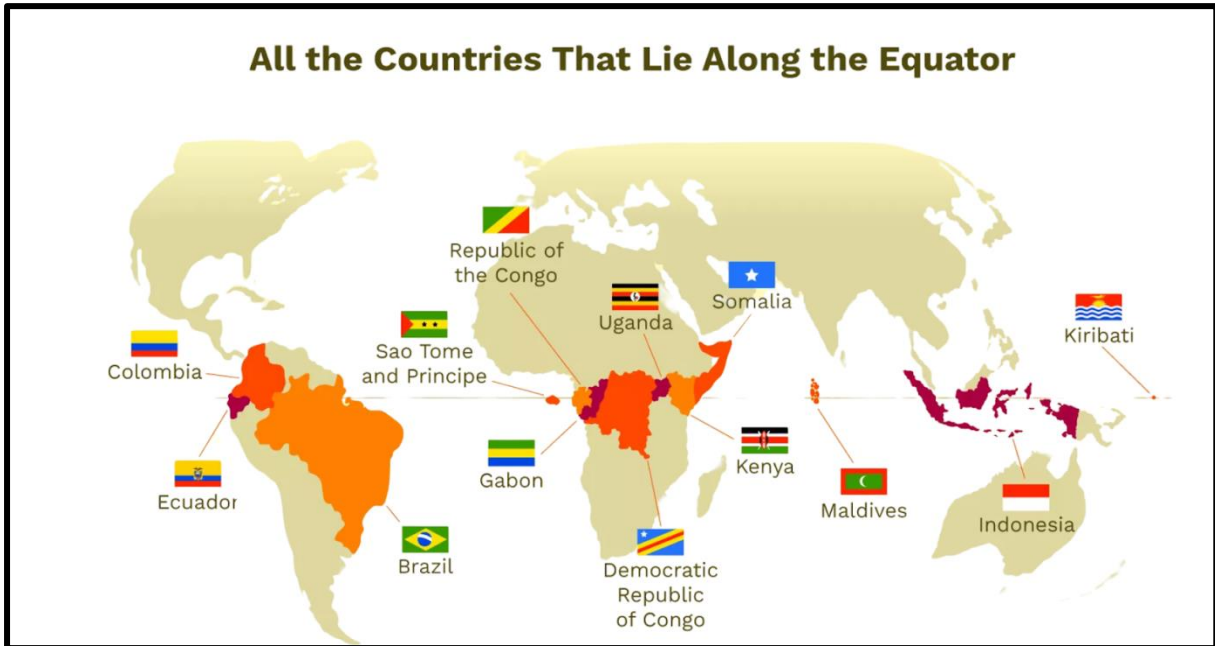 All the Countries That Lie Along the Equator
Republic of
the Congo
Somalia
Uganda
Kiribati
Colombia
Sao Tome
and Principe
Ecuador
Gabon
Kenya
Maldives
Indonesia
Brazil
Democratic
Republic
of Congo